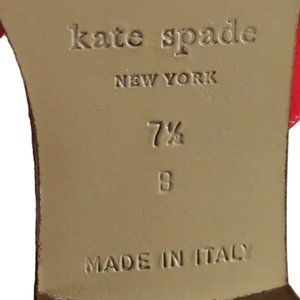 kate spade
NEW YORK
7½
B
MADE IN ITALY